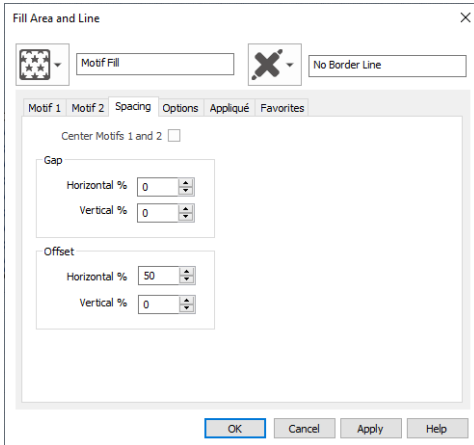 Fill Area and Line
Motif Fill
No Border Line
Motif 1 Motif 2 Spacing Options Appliqué Favorites
Center Motifs 1 and 2
Gap
Horizontal % 0
Vertical % 0
Offset
Horizontal % 50
Vertical % 0
OK Cancel Apply Help